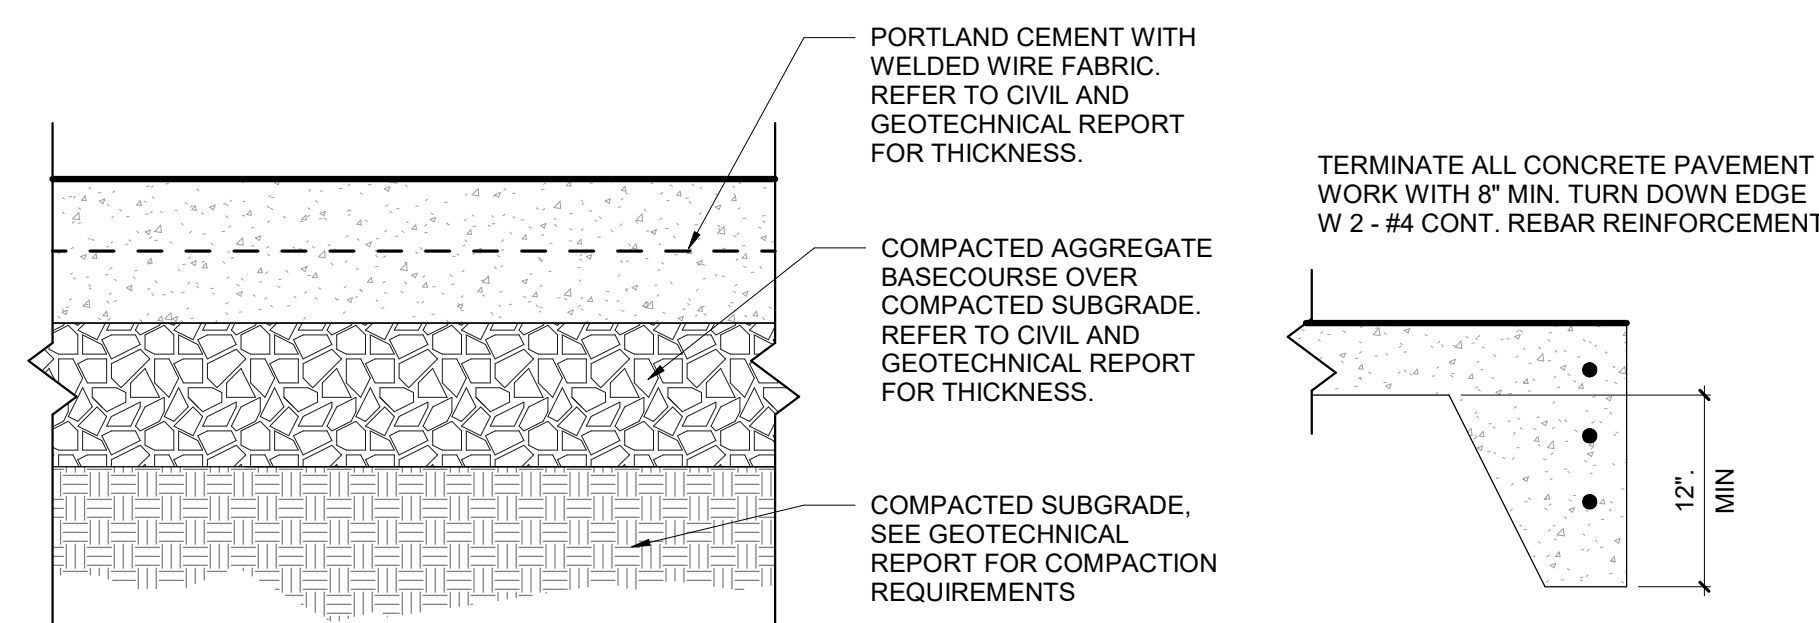 PORTLAND CEMENT WITH
WELDED WIRE FABRIC.
REFER TO CIVIL AND
GEOTECHNICAL REPORT
FOR THICKNESS.
COMPACTED AGGREGATE
BASECOURSE OVER
COMPACTED SUBGRADE.
REFER TO CIVIL AND
GEOTECHNICAL REPORT
FOR THICKNESS.
COMPACTED SUBGRADE,
SEE GEOTECHNICAL
REPORT FOR COMPACTION
REQUIREMENTS
TERMINATE ALL CONCRETE PAVEMENT
WORK WITH 8" MIN. TURN DOWN EDGE
W 2 - #4 CONT. REBAR REINFORCEMENT
12".
MIN